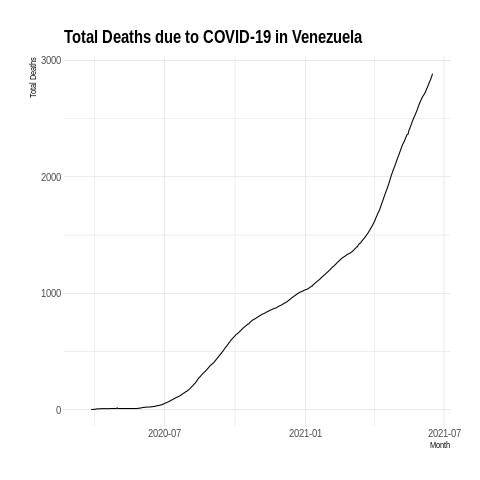 Total Deaths due to COVID-19 in Venezuela
Total Deaths
3000
2000
1000
0
2020-07
2021-01
2021-07
Month